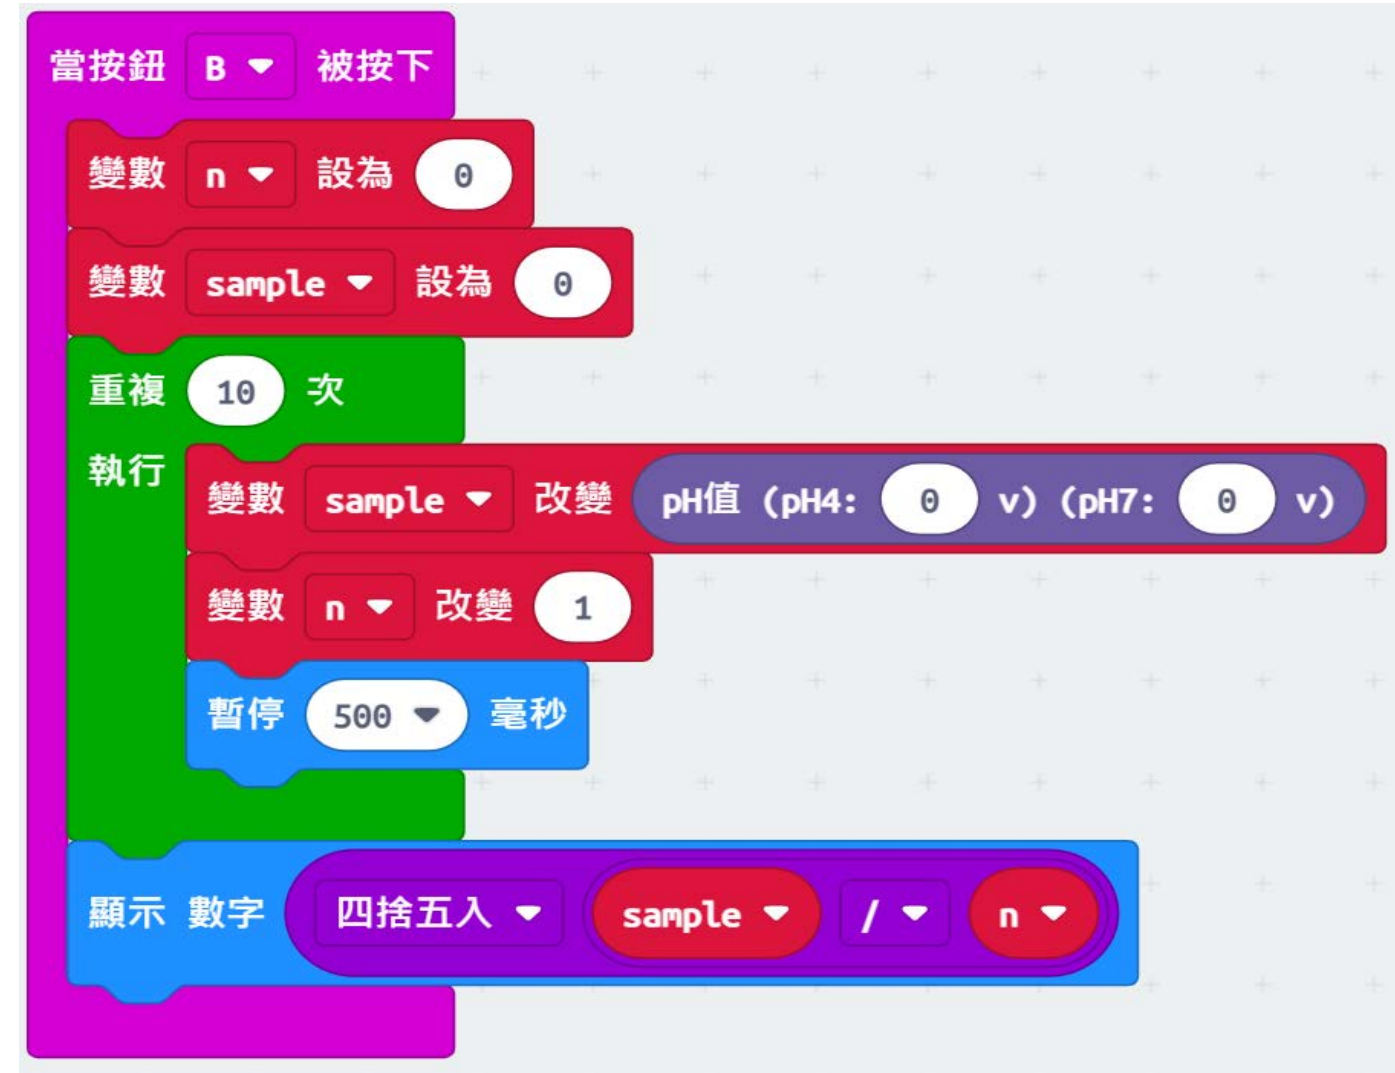 當按鈕 B 被按下
變數 n 設為 0
變數 sample 設為 0
重複 10 次
執行
變數 sample 改變 pH值 (pH4: 0 v) (pH7: 0 v)
變數 n 改變 1
暫停 500 毫秒
顯示 數字 四捨五入 sample / n